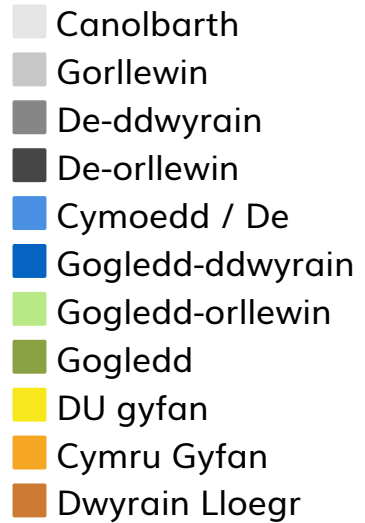 Canolbarth
Gorllewin
De-ddwyrain
De-orllewin
Cymoedd / De
Gogledd-ddwyrain
Gogledd-orllewin
Gogledd
DU gyfan
Cymru Gyfan
Dwyrain Lloegr